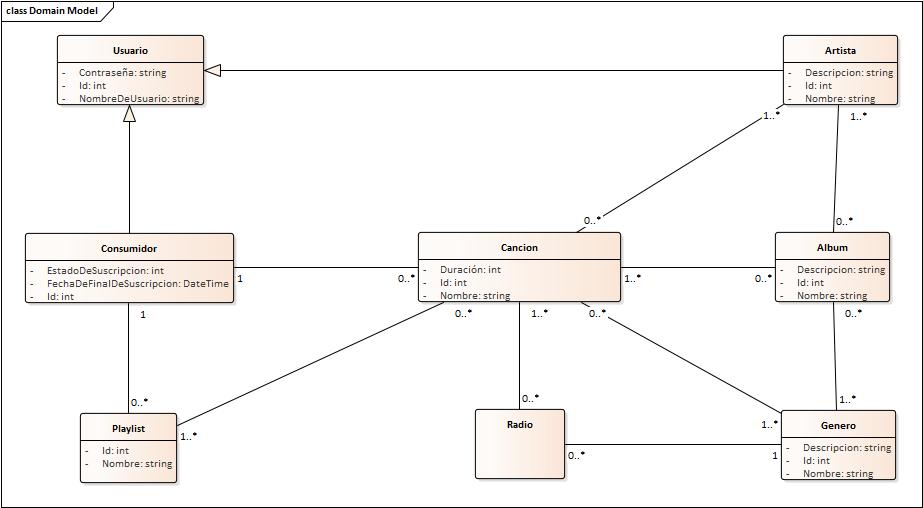 class Domain Model
Usuario
- Contraseña: string
- Id: int
- NombreDeUsuario: string
Artista
- Descripcion: string
- Id: int
- Nombre: string
1..*
1..*
0..*
0..*
Consumidor
- EstadoDeSuscripcion: int
- FechaDeFinalDeSuscripcion: DateTime
- Id: int
Cancion
- Duración: int
- Id: int
- Nombre: string
Album
- Descripcion: string
- Id: int
- Nombre: string
1
0..*
1..*
0..*
1
0..*
1..*
0..*
0..*
0..*
0..*
1..*
Playlist
- Id: int
- Nombre: string
1..*
Radio
0..*
Genero
- Descripcion: string
- Id: int
- Nombre: string
1..*
1